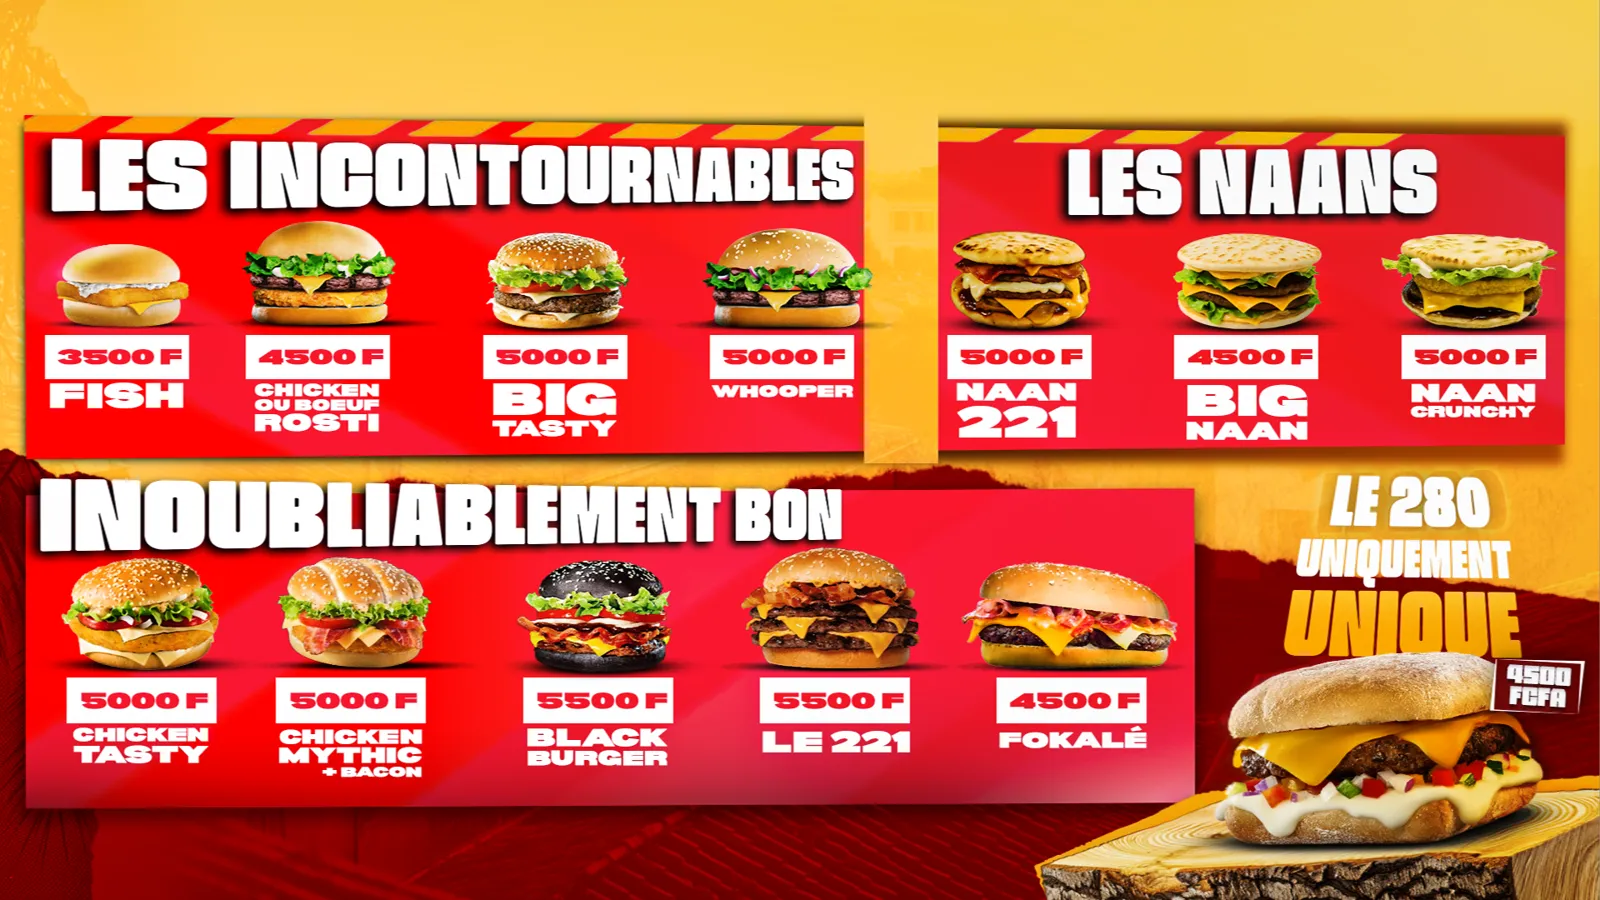 LES INCONTOURNABLES
3500 F
FISH
4500 F
CHICKEN
OU BOEUF
ROSTI
5000 F
BIG
TASTY
5000 F
WHOOPER
LES NAANS
5000 F
NAAN
221
4500 F
BIG
NAAN
5000 F
NAAN
CRUNCHY
INOUBLIABLEMENT BON
5000 F
CHICKEN
TASTY
5000 F
CHICKEN
MYTHIC
+ BACON
5500 F
BLACK
BURGER
5500 F
LE 221
4500 F
FOKALÉ
LE 280
UNIQUEMENT
UNIQUE
4500
FCFA